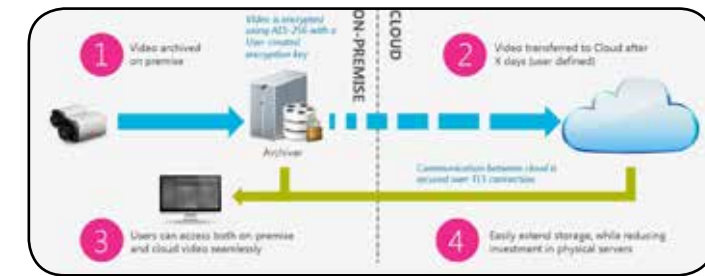 1
Video archived
on premise
Video is encrypted
using AES-256 with a
User created
encryption key
ON-PREMISE
CLOUD
2
Video transferred to Cloud after
X days (user defined)
Archiver
Communication between cloud is
secured over TLS connection
3
Users can access both on premise
and cloud video seamlessly
4
Easily extend storage, while reducing
investment in physical servers